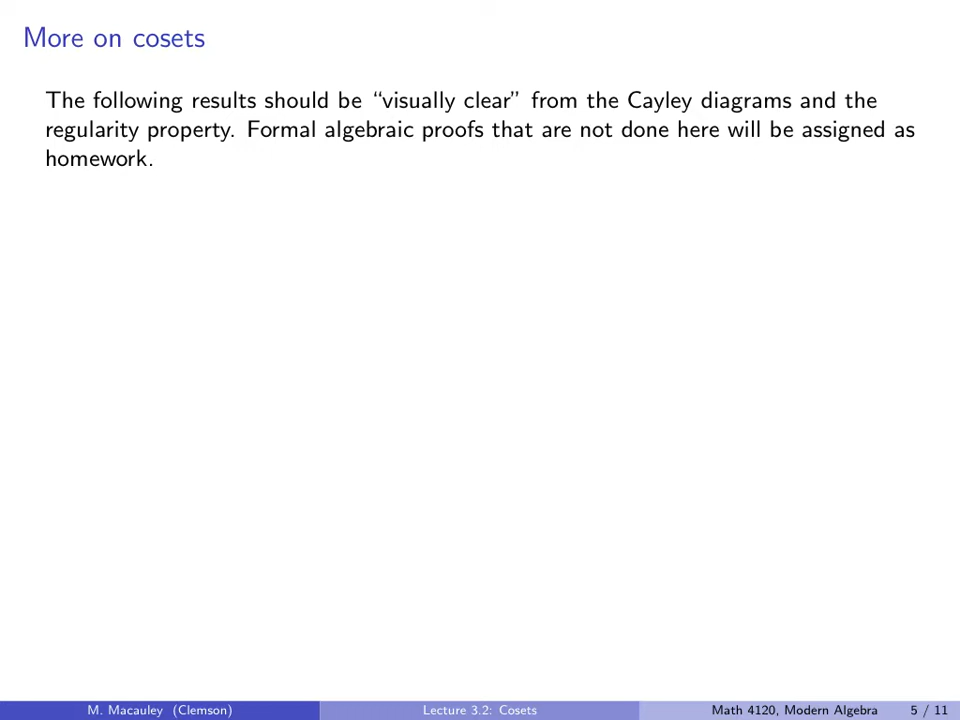 More on cosets
The following results should be “visually clear” from the Cayley diagrams and the
regularity property. Formal algebraic proofs that are not done here will be assigned as
homework.
M. Macauley (Clemson) Lecture 3.2: Cosets Math 4120, Modern Algebra 5 / 11